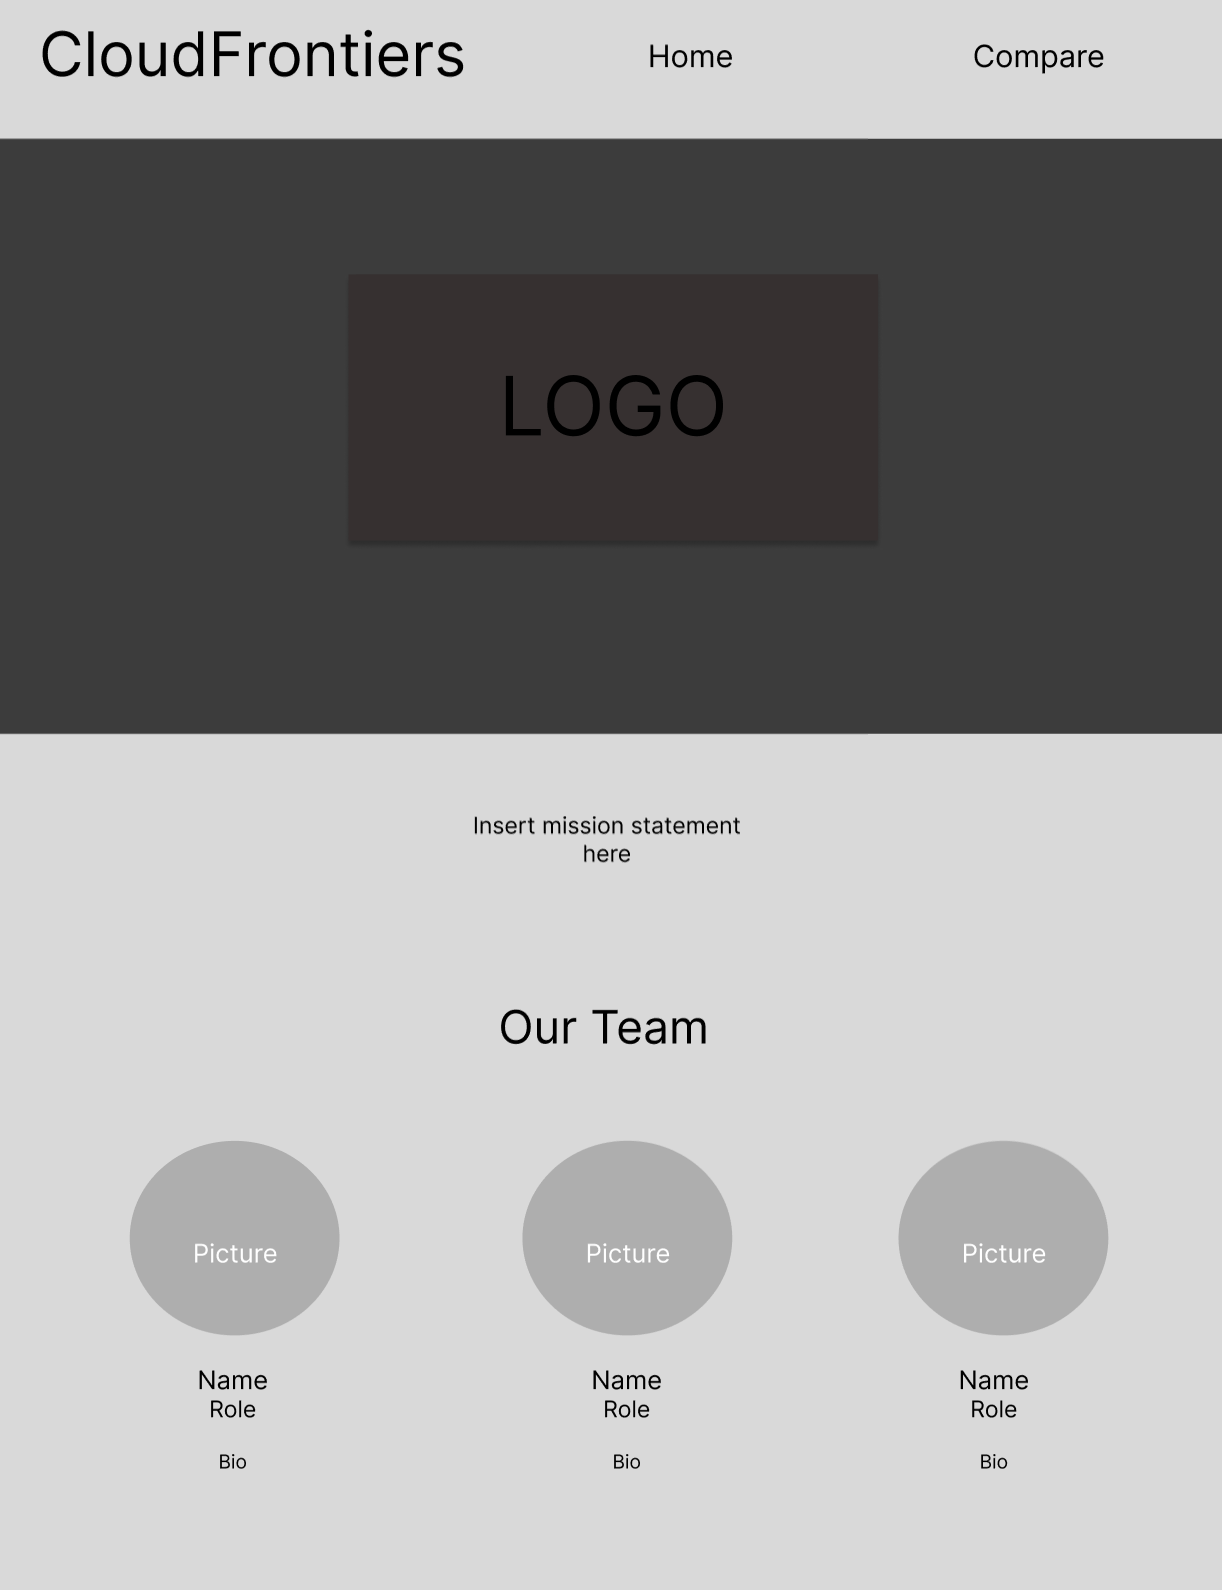 CloudFrontiers Home Compare
LOGO
Insert mission statement
here
Our Team
Picture Picture Picture
Name Name Name
Role Role Role
Bio Bio Bio